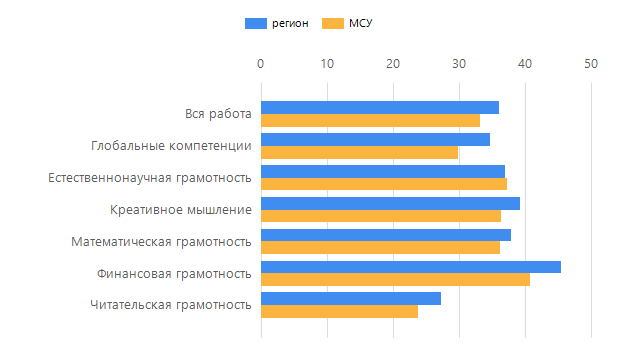 регион МСУ
0 10 20 30 40 50
Вся работа
Глобальные компетенции
Естественнонаучная грамотность
Креативное мышление
Математическая грамотность
Финансовая грамотность
Читательская грамотность